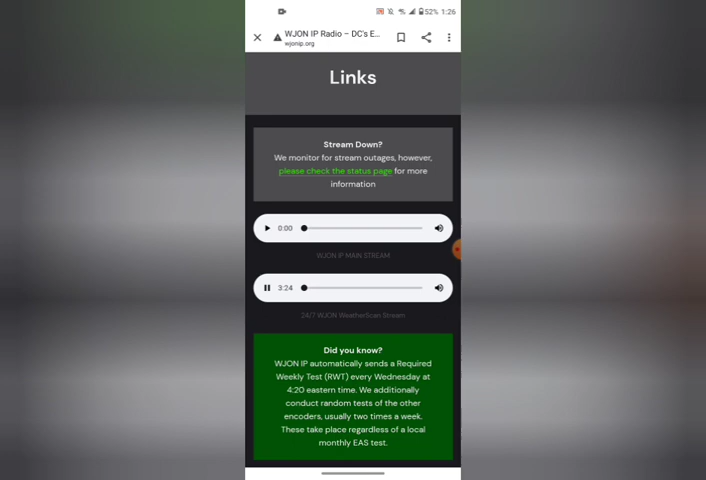 52% 1:26
WJON IP Radio – DC's E...
wjonip.org
Links
Stream Down?
We monitor for stream outages, however,
please check the status page for more
information
0:00
WJON IP MAIN STREAM
3:24
24/7 WJON WeatherScan Stream
Did you know?
WJON IP automatically sends a Required
Weekly Test (RWT) every Wednesday at
4:20 eastern time. We additionally
conduct random tests of the other
encoders, usually two times a week.
These take place regardless of a local
monthly EAS test.